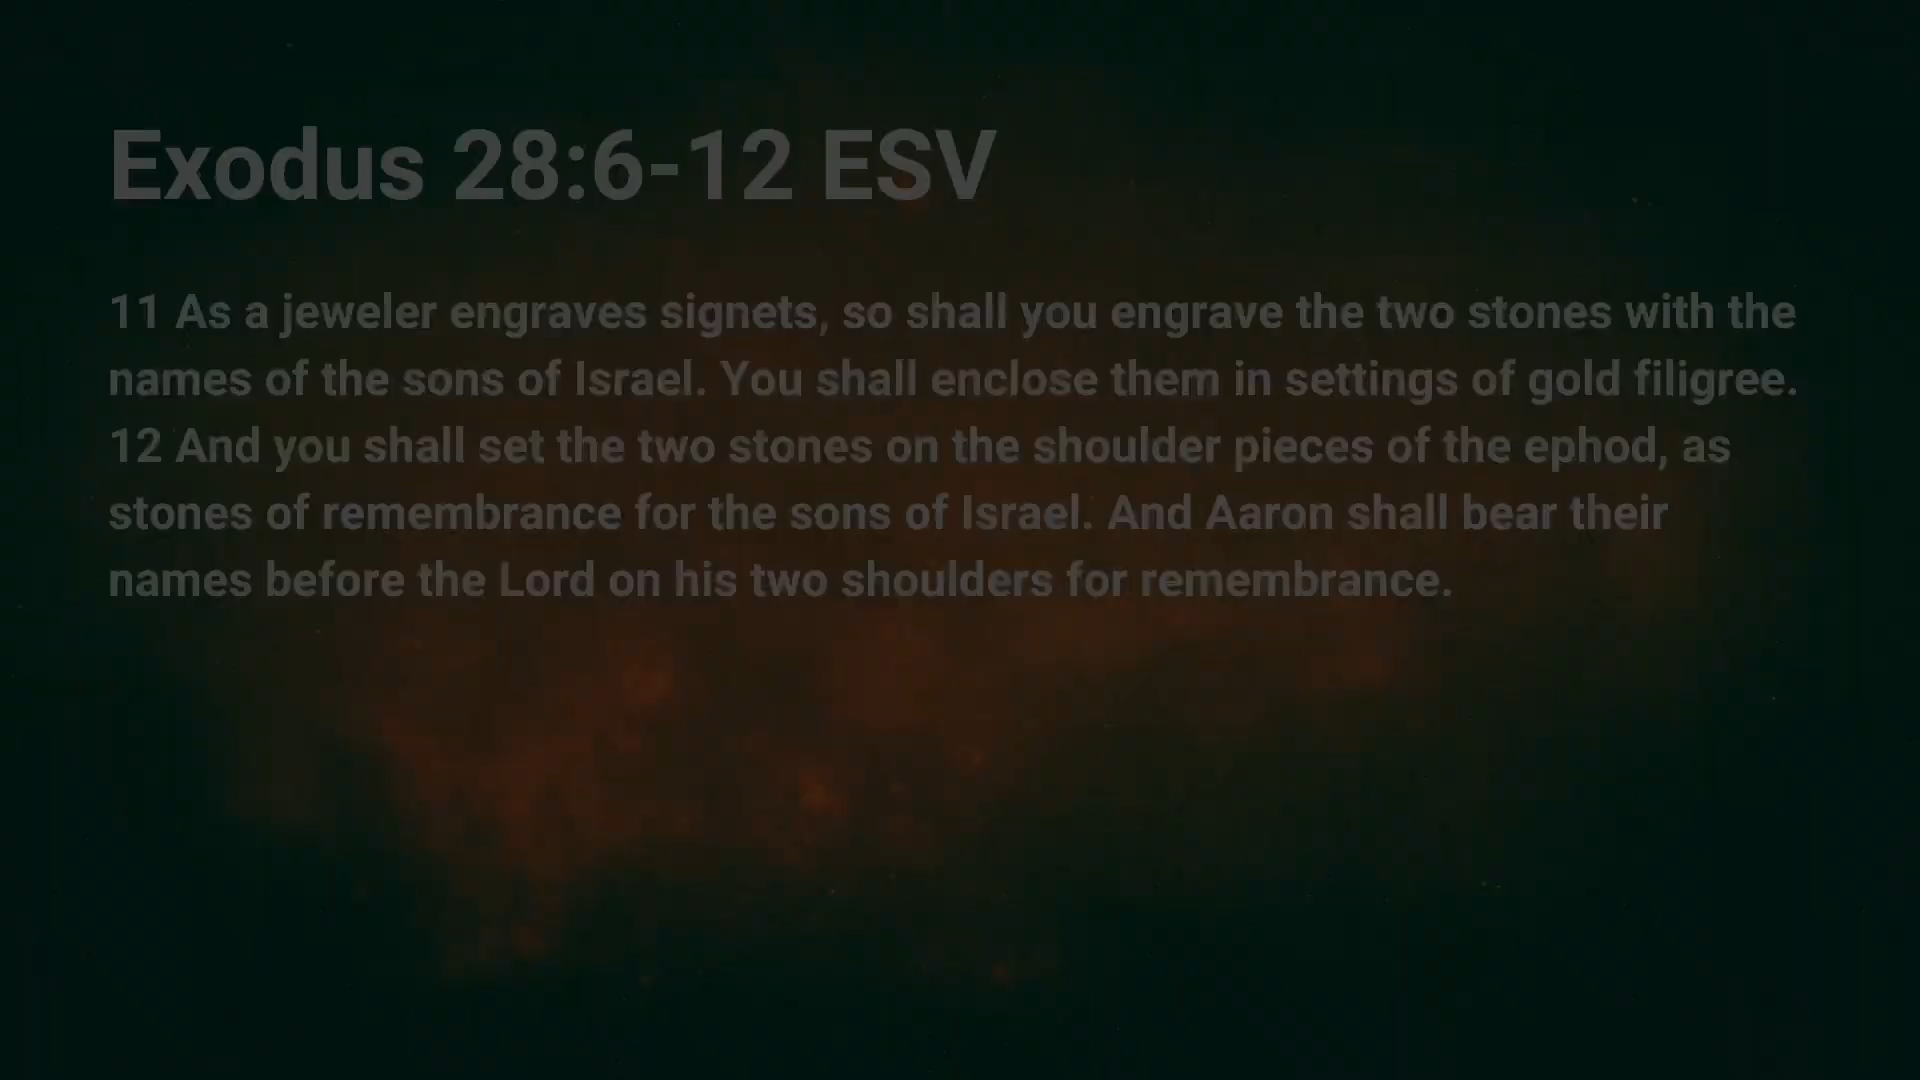 Exodus 28:6-12 ESV
11 As a jeweler engraves signets, so shall you engrave the two stones with the
names of the sons of Israel. You shall enclose them in settings of gold filigree.
12 And you shall set the two stones on the shoulder pieces of the ephod, as
stones of remembrance for the sons of Israel. And Aaron shall bear their
names before the Lord on his two shoulders for remembrance.